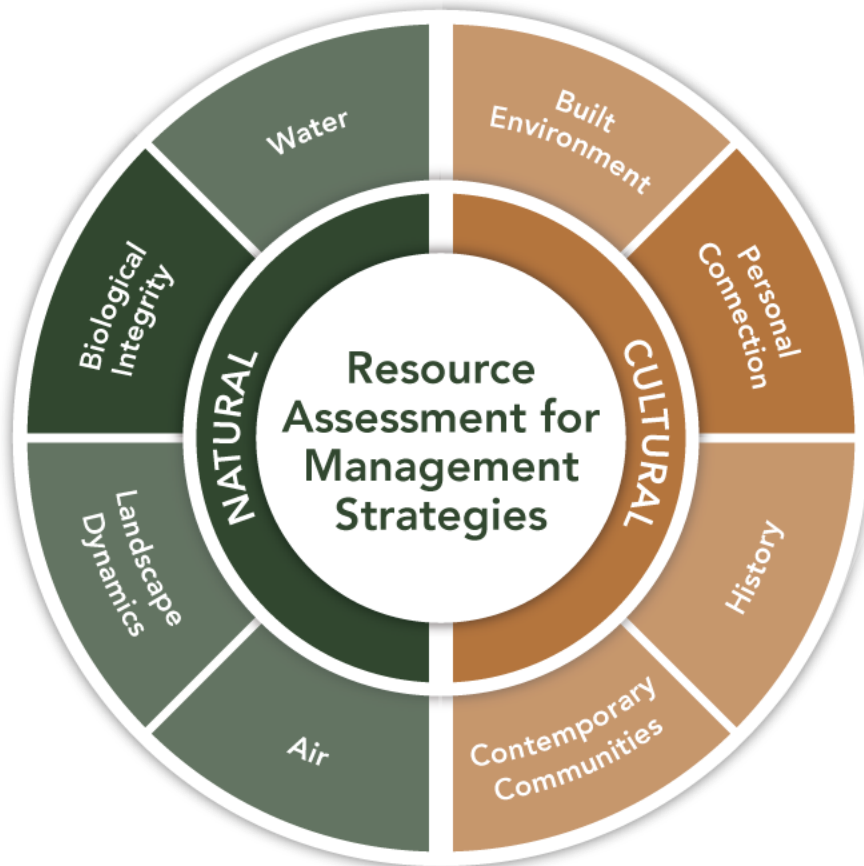 Resource
Assessment for
Management
Strategies
NATURAL
CULTURAL
Water
Biological
Integrity
Landscape
Dynamics
Air
Built
Environment
Personal
Connection
History
Contemporary
Communities